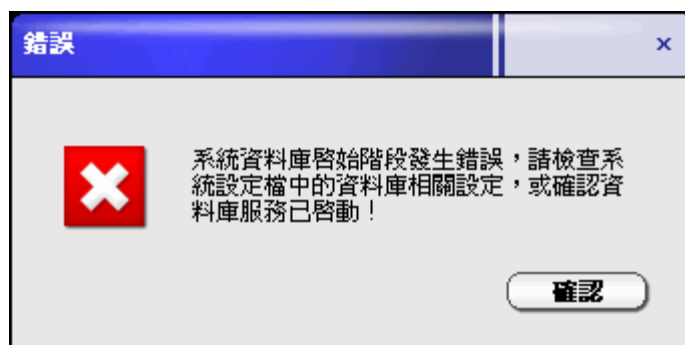 錯誤
系統資料庫啓始階段發生錯誤，請檢查系
統設定檔中的資料庫相關設定，或確認資
料庫服務已啓動！
確認